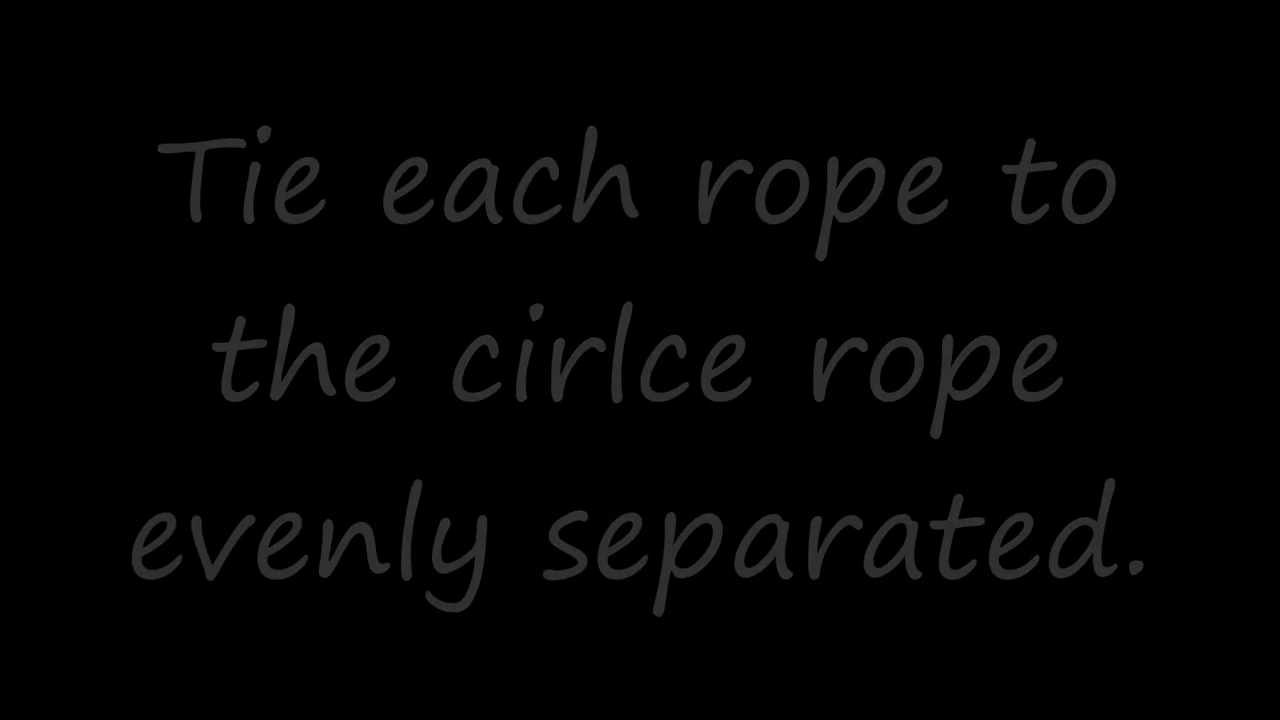 Tie each rope to
the cirlce rope
evenly separated.